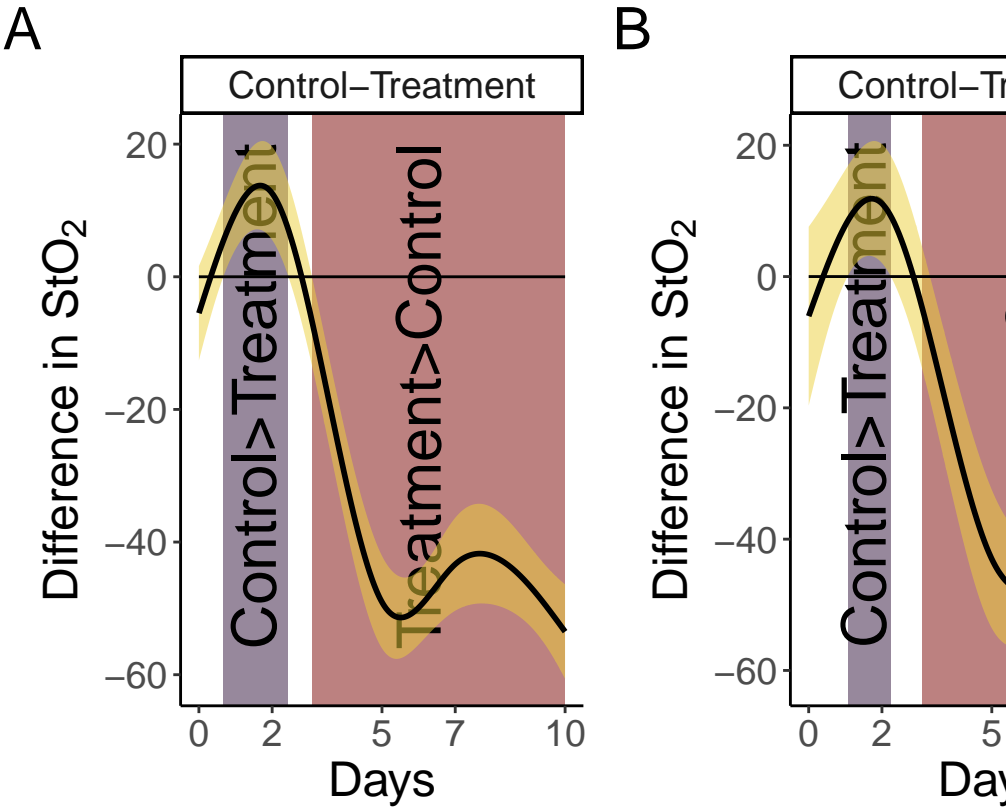 A
Control–Treatment
Difference in StO2
20
0
−20
−40
−60
Control>Treatment
Treatment>Control
0 2 5 7 10
Days
B
Control–Tr
Difference in StO2
20
0
−20
−40
−60
Control>Treatment
0 2 5
Day